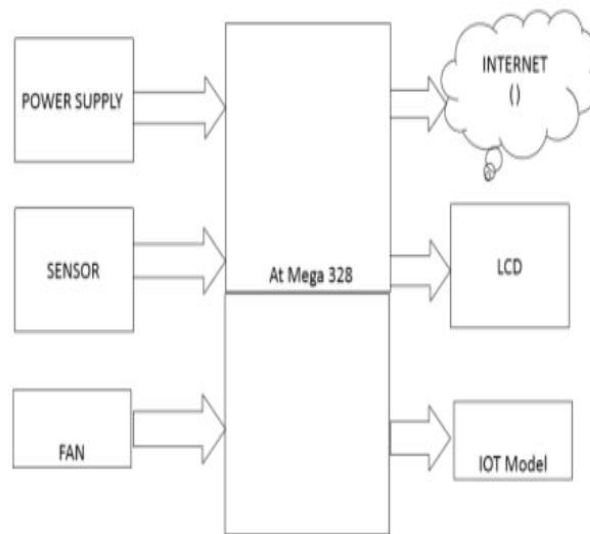 POWER SUPPLY
INTERNET
()
SENSOR
At Mega 328
LCD
FAN
IOT Model